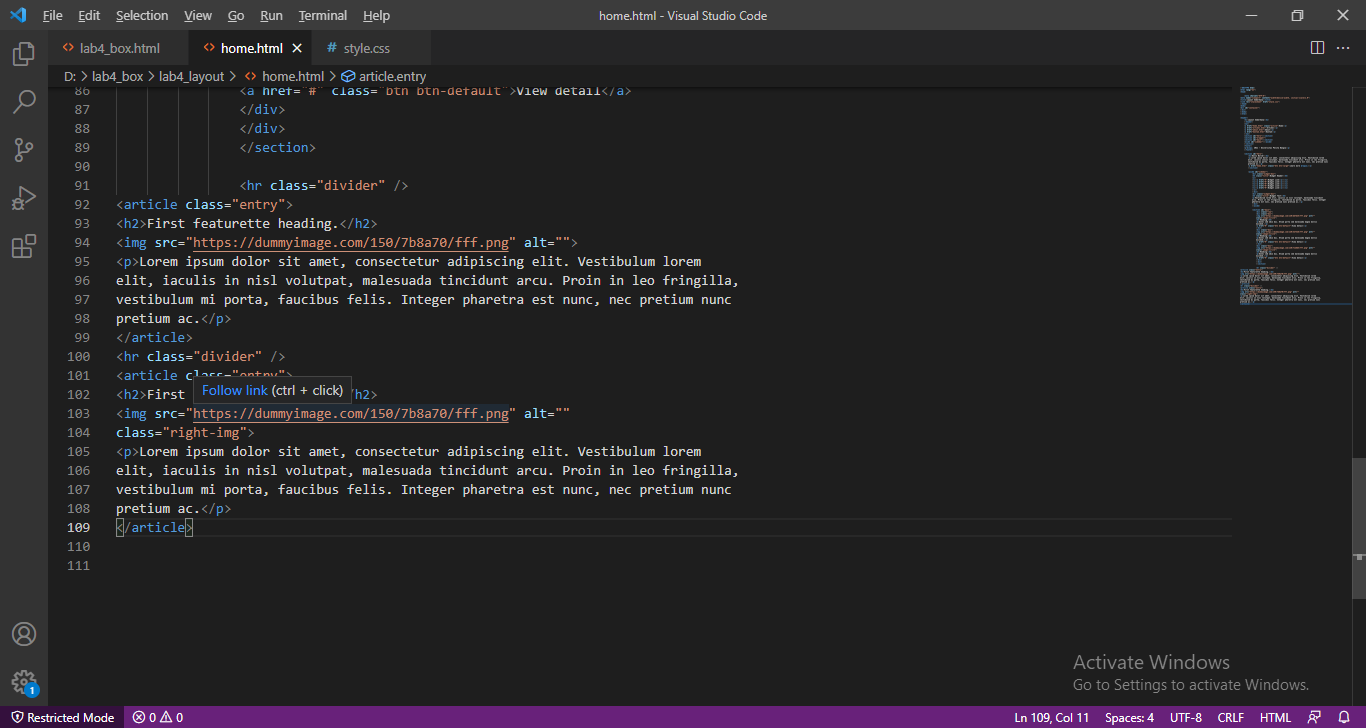 File Edit Selection View Go Run Terminal Help home.html - Visual Studio Code
lab4_box.html home.html style.css
D: > lab4_box > lab4_layout > home.html > article.entry
86 <a href="#" class="btn btn-default">View detail</a>
87 </div>
88 </div>
89 </section>
90
91 <hr class="divider" />
92 <article class="entry">
93 <h2>First featurette heading.</h2>
94 <img src="https://dummyimage.com/150/7b8a70/fff.png" alt="">
95 <p>Lorem ipsum dolor sit amet, consectetur adipiscing elit. Vestibulum lorem
96 elit, iaculis in nisl volutpat, malesuada tincidunt arcu. Proin in leo fringilla,
97 vestibulum mi porta, faucibus felis. Integer pharetra est nunc, nec pretium nunc
98 pretium ac.</p>
99 </article>
100 <hr class="divider" />
101 <article class="entry">
102 <h2>First /h2>
Follow link (ctrl + click)
103 <img src="https://dummyimage.com/150/7b8a70/fff.png" alt=""
104 class="right-img">
105 <p>Lorem ipsum dolor sit amet, consectetur adipiscing elit. Vestibulum lorem
106 elit, iaculis in nisl volutpat, malesuada tincidunt arcu. Proin in leo fringilla,
107 vestibulum mi porta, faucibus felis. Integer pharetra est nunc, nec pretium nunc
108 pretium ac.</p>
109 </article>
110
111
Activate Windows
Go to Settings to activate Windows.
1
Restricted Mode 0 0 Ln 109, Col 11 Spaces: 4 UTF-8 CRLF HTML